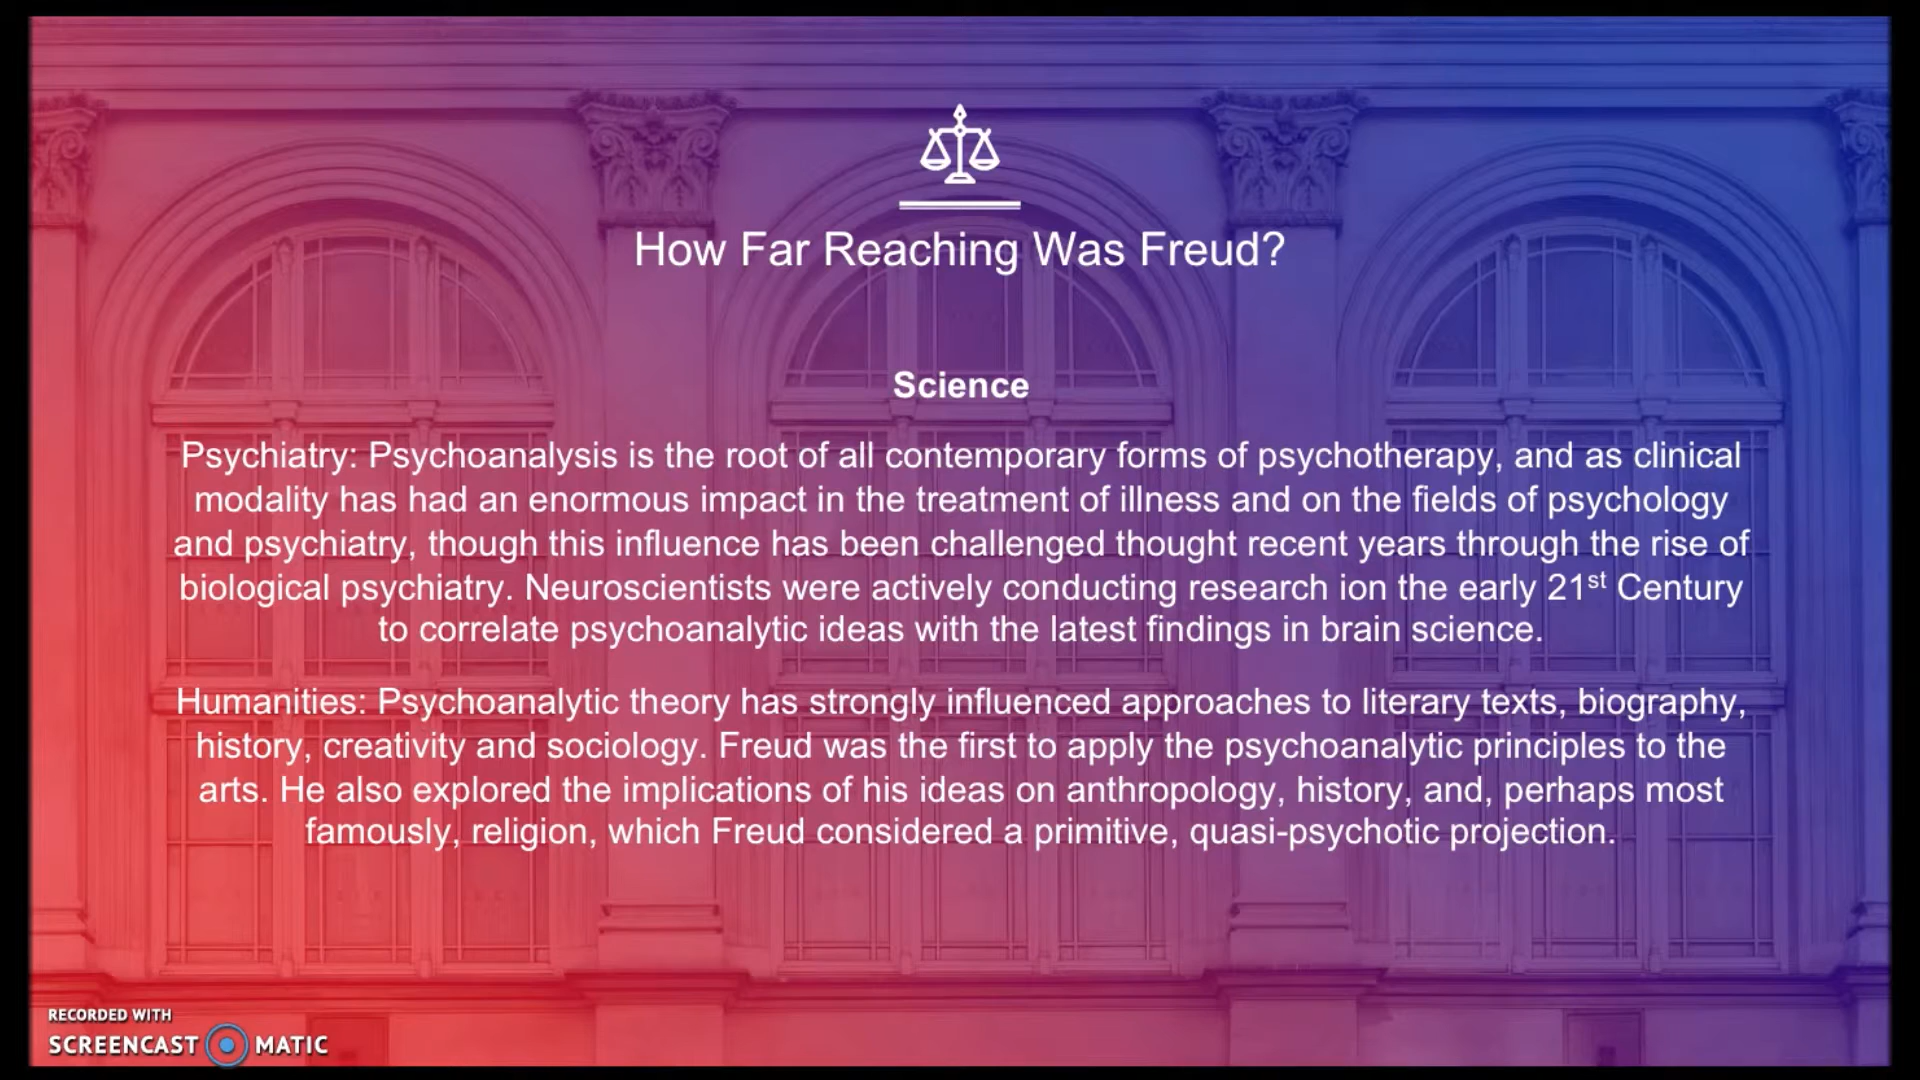 How Far Reaching Was Freud?
Science
Psychiatry: Psychoanalysis is the root of all contemporary forms of psychotherapy, and as clinical
modality has had an enormous impact in the treatment of illness and on the fields of psychology
and psychiatry, though this influence has been challenged thought recent years through the rise of
biological psychiatry. Neuroscientists were actively conducting research ion the early 21st Century
to correlate psychoanalytic ideas with the latest findings in brain science.
Humanities: Psychoanalytic theory has strongly influenced approaches to literary texts, biography,
history, creativity and sociology. Freud was the first to apply the psychoanalytic principles to the
arts. He also explored the implications of his ideas on anthropology, history, and, perhaps most
famously, religion, which Freud considered a primitive, quasi-psychotic projection.
RECORDED WITH
SCREENCAST MATIC